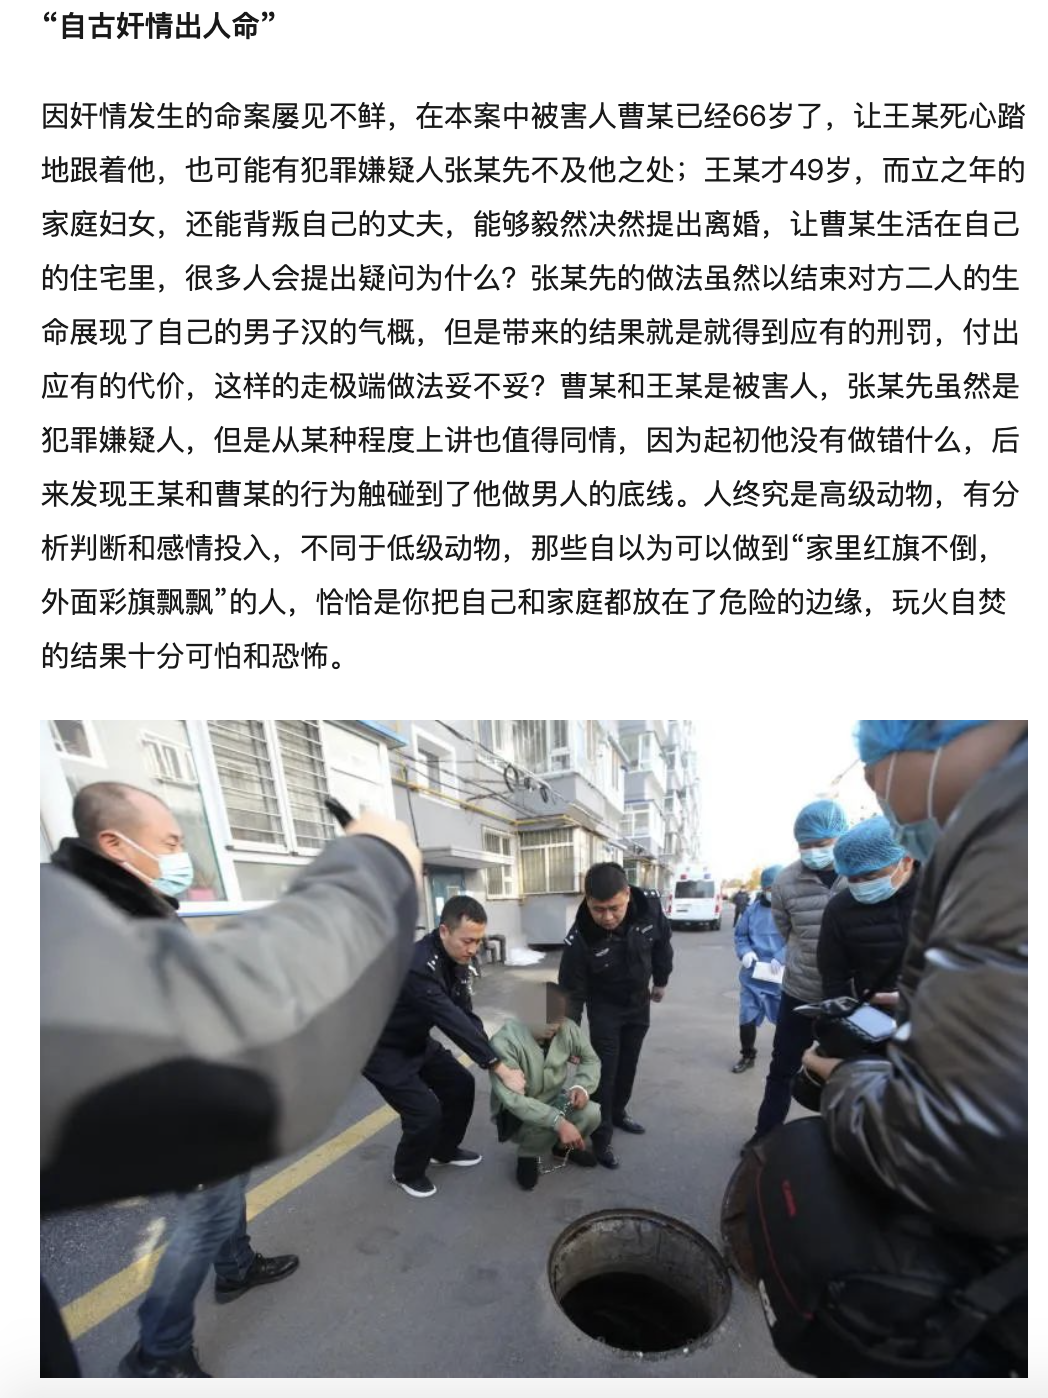 “自古奸情出人命”
因奸情发生的命案屡见不鲜，在本案中被害人曹某已经66岁了，让王某死心踏
地跟着他，也可能有犯罪嫌疑人张某先不及他之处；王某才49岁，而立之年的
家庭妇女，还能背叛自己的丈夫，能够毅然决然提出离婚，让曹某生活在自己
的住宅里，很多人会提出疑问为什么？张某先的做法虽然以结束对方二人的生
命展现了自己的男子汉的气概，但是带来的结果就是就得到应有的刑罚，付出
应有的代价，这样的走极端做法妥不妥？曹某和王某是被害人，张某先虽然是
犯罪嫌疑人，但是从某种程度上讲也值得同情，因为起初他没有做错什么，后
来发现王某和曹某的行为触碰到了他做男人的底线。人终究是高级动物，有分
析判断和感情投入，不同于低级动物，那些自以为可以做到“家里红旗不倒，
外面彩旗飘飘”的人，恰恰是你把自己和家庭都放在了危险的边缘，玩火自焚
的结果十分可怕和恐怖。